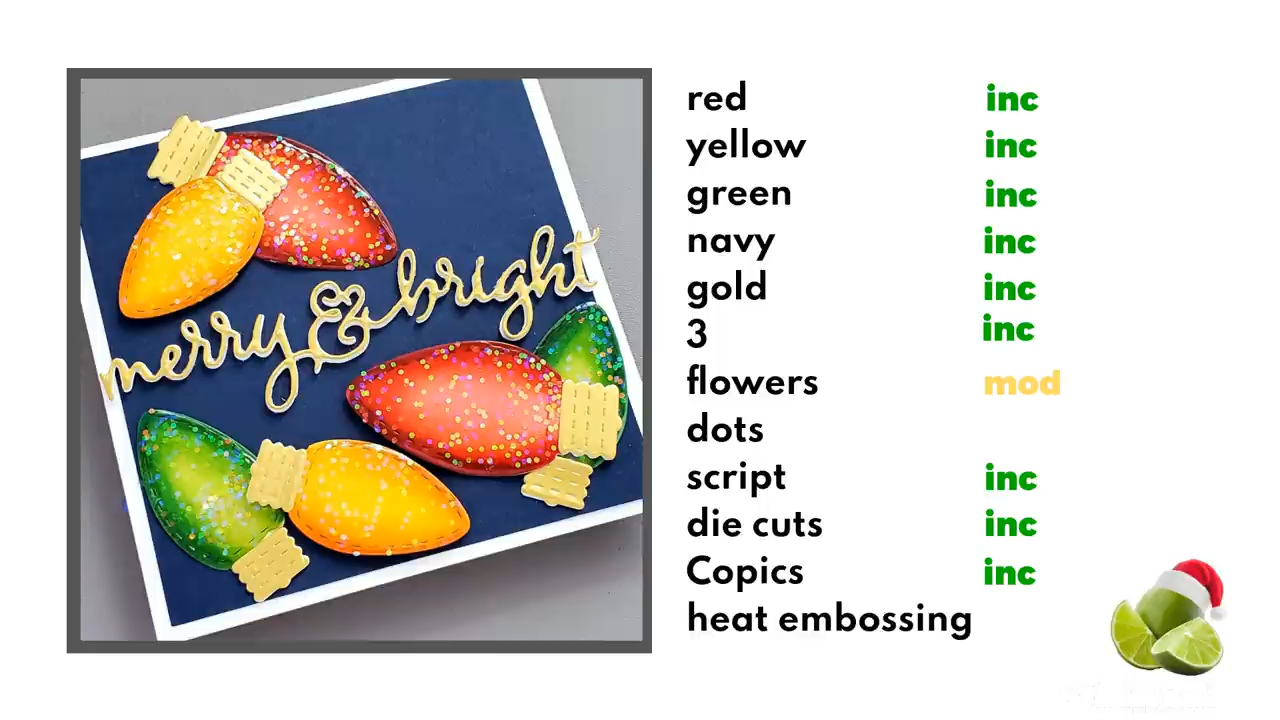 merry & bright
red inc
yellow inc
green inc
navy inc
gold inc
3 inc
flowers mod
dots
script inc
die cuts inc
Copics inc
heat embossing